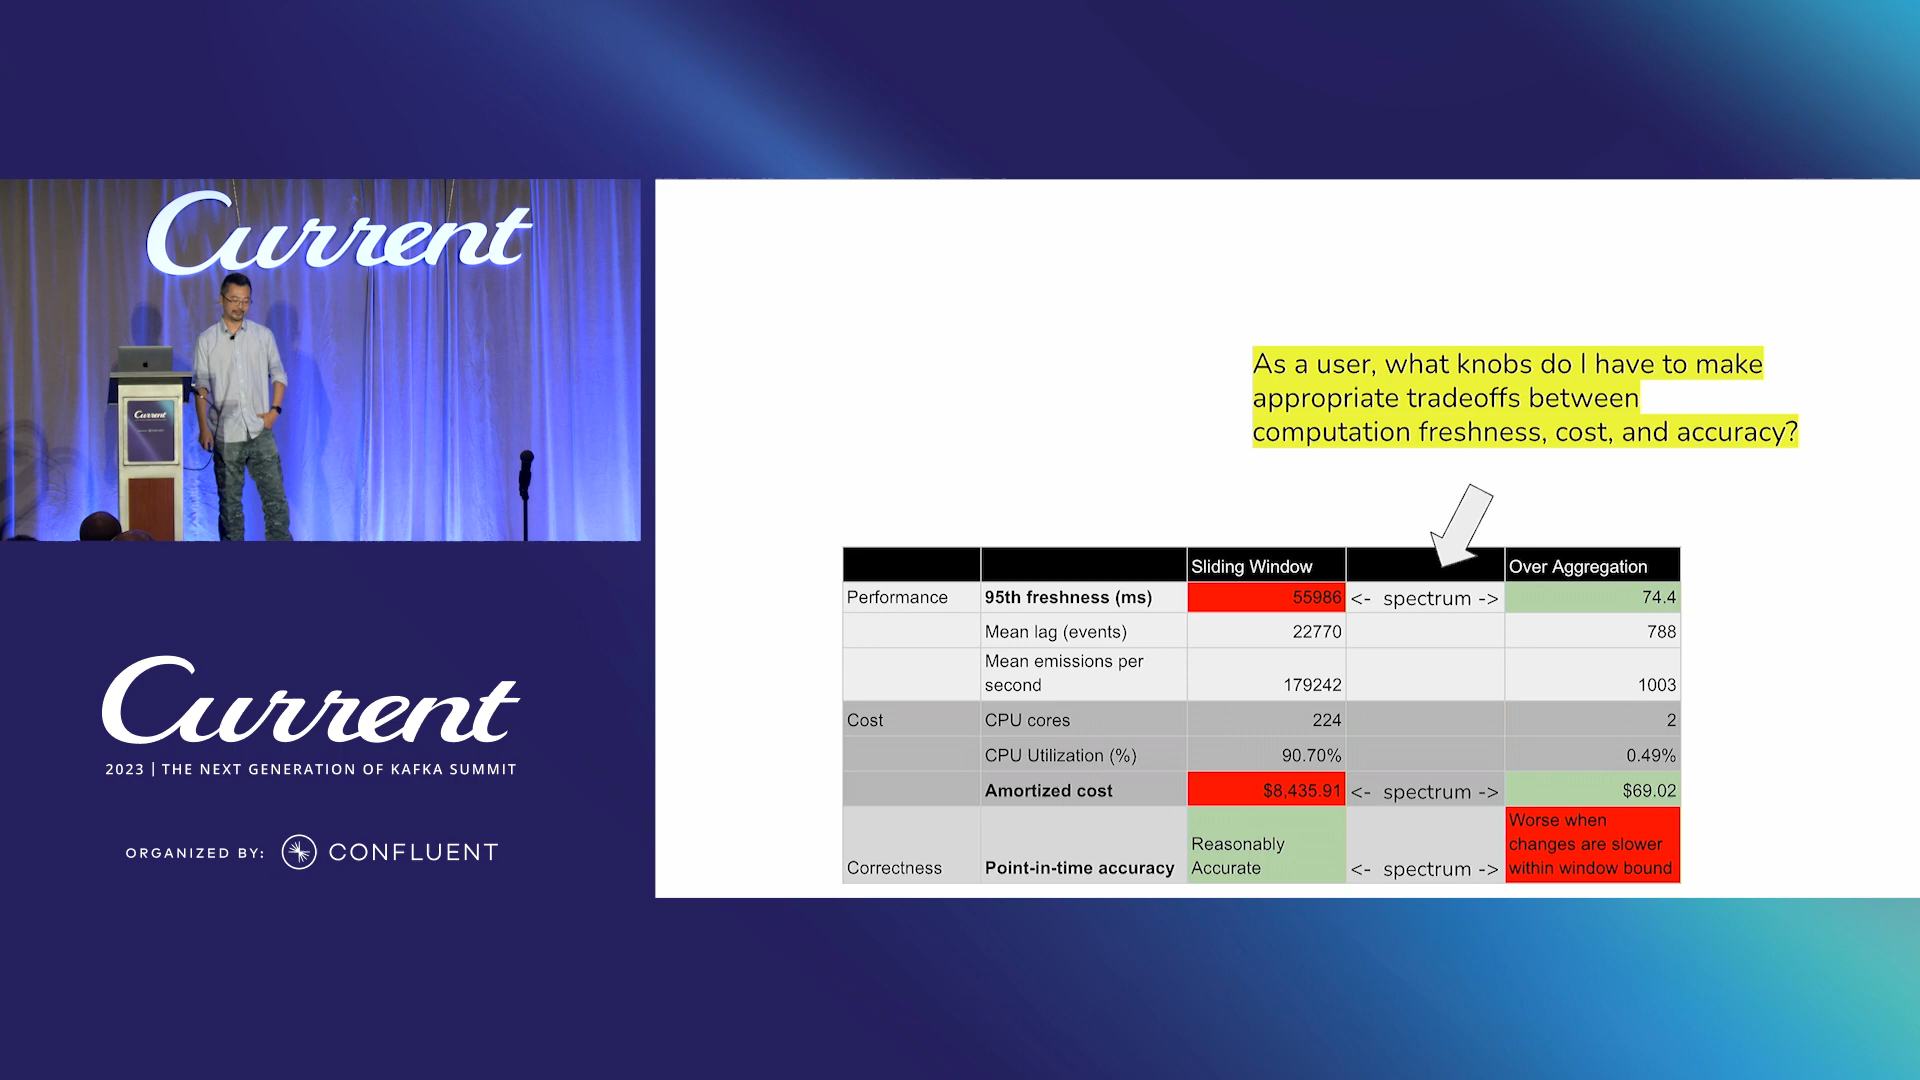 Current
Current
As a user, what knobs do I have to make
appropriate tradeoffs between
computation freshness, cost, and accuracy?
Sliding Window Over Aggregation
Performance 95th freshness (ms) 55986 <- spectrum -> 74.4
Mean lag (events) 22770 788
Mean emissions per
second 179242 1003
Cost CPU cores 224 2
CPU Utilization (%) 90.70% 0.49%
Amortized cost $8,435.91 <- spectrum -> $69.02
Worse when
Reasonably changes are slower
Correctness Point-in-time accuracy Accurate <- spectrum -> within window bound
Current
2023 | THE NEXT GENERATION OF KAFKA SUMMIT
ORGANIZED BY: CONFLUENT